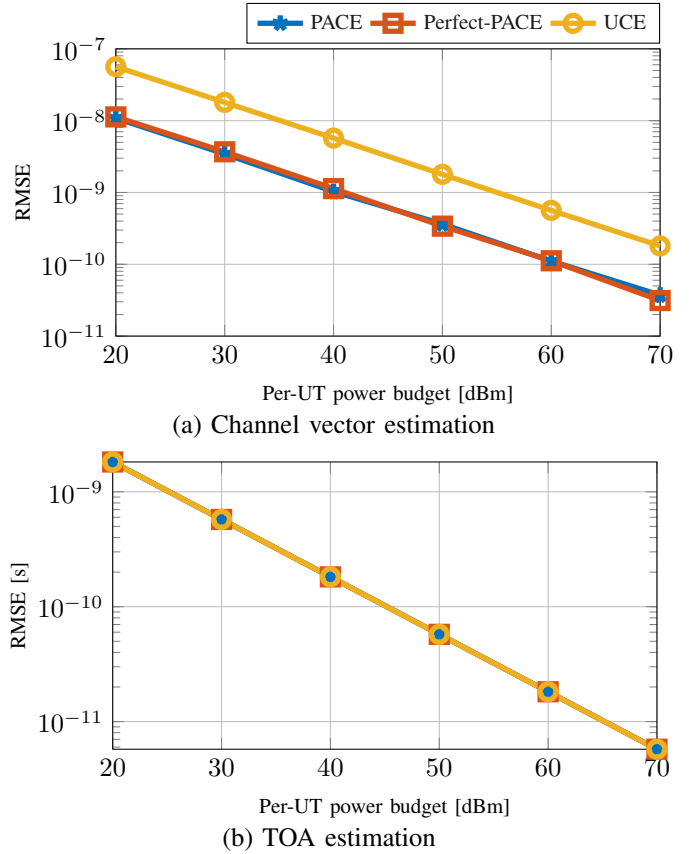 PACE Perfect-PACE UCE
10^−7
10^−8
10^−9
10^−10
10^−11
RMSE
20 30 40 50 60 70
Per-UT power budget [dBm]
(a) Channel vector estimation
10^−9
10^−10
10^−11
RMSE [s]
20 30 40 50 60 70
Per-UT power budget [dBm]
(b) TOA estimation